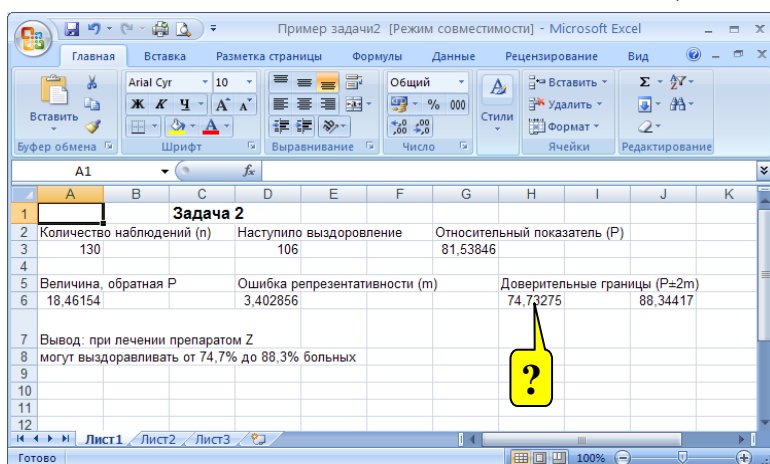 Пример задачи2 [Режим совместимости] - Microsoft Excel
Главная Вставка Разметка страницы Формулы Данные Рецензирование Вид
Вставить
Arial Cyr 10
Ж К Ч
Общий
% 000
Стили
Вставить
Удалить
Формат
Буфер обмена Шрифт Выравнивание Число Ячейки Редактирование
A1 fx
A B C D E F G H I J K
1 Задача 2
2 Количество наблюдений (n) Наступило выздоровление Относительный показатель (P)
3 130 106 81,53846
4
5 Величина, обратная P Ошибка репрезентативности (m) Доверительные границы (P±2m)
6 18,46154 3,402856 74,73275 88,34417
7 Вывод: при лечении препаратом Z
8 могут выздоравливать от 74,7% до 88,3% больных
9
10
11
12
?
Лист1 Лист2 Лист3
Готово 100%